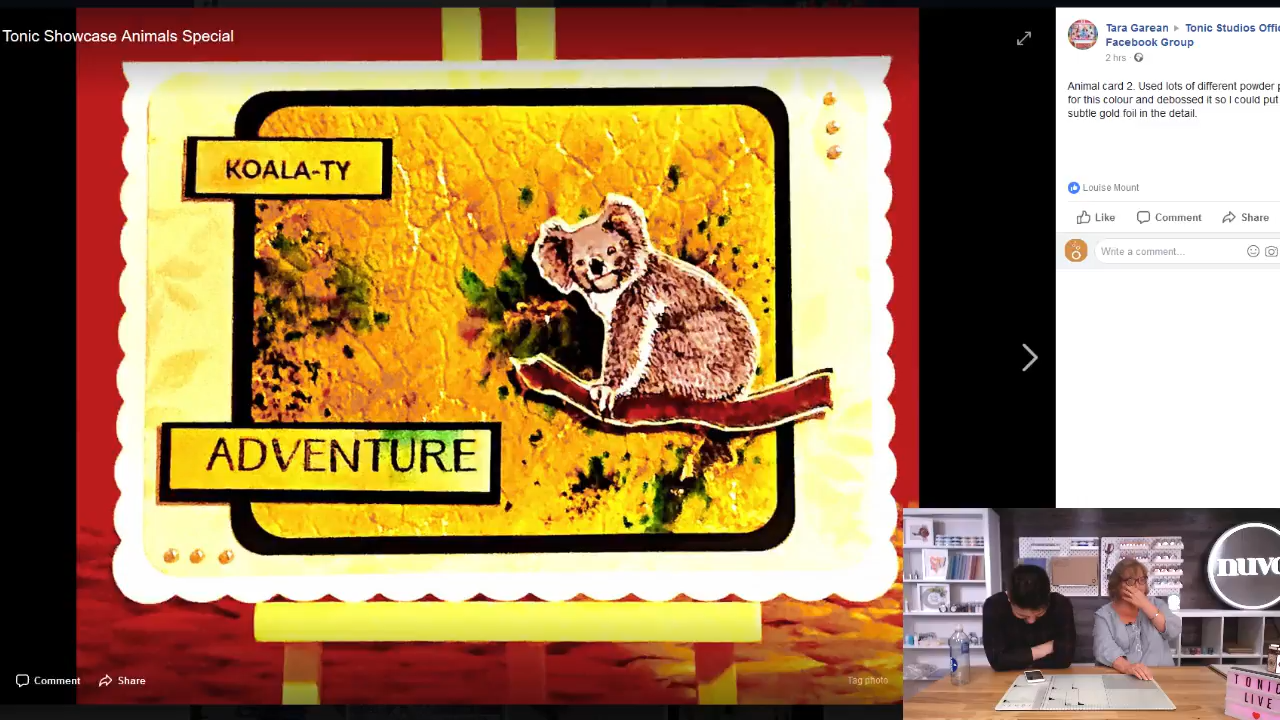 Tonic Showcase Animals Special
KOALA-TY
ADVENTURE
Comment
Share
Tag photo
Tara Garean ▸ Tonic Studios Offi
Facebook Group
2 hrs
Animal card 2. Used lots of different powder p
for this colour and debossed it so I could put
subtle gold foil in the detail.
Louise Mount
Like
Comment
Share
Write a comment...
nuvo
TONIC
LIVE